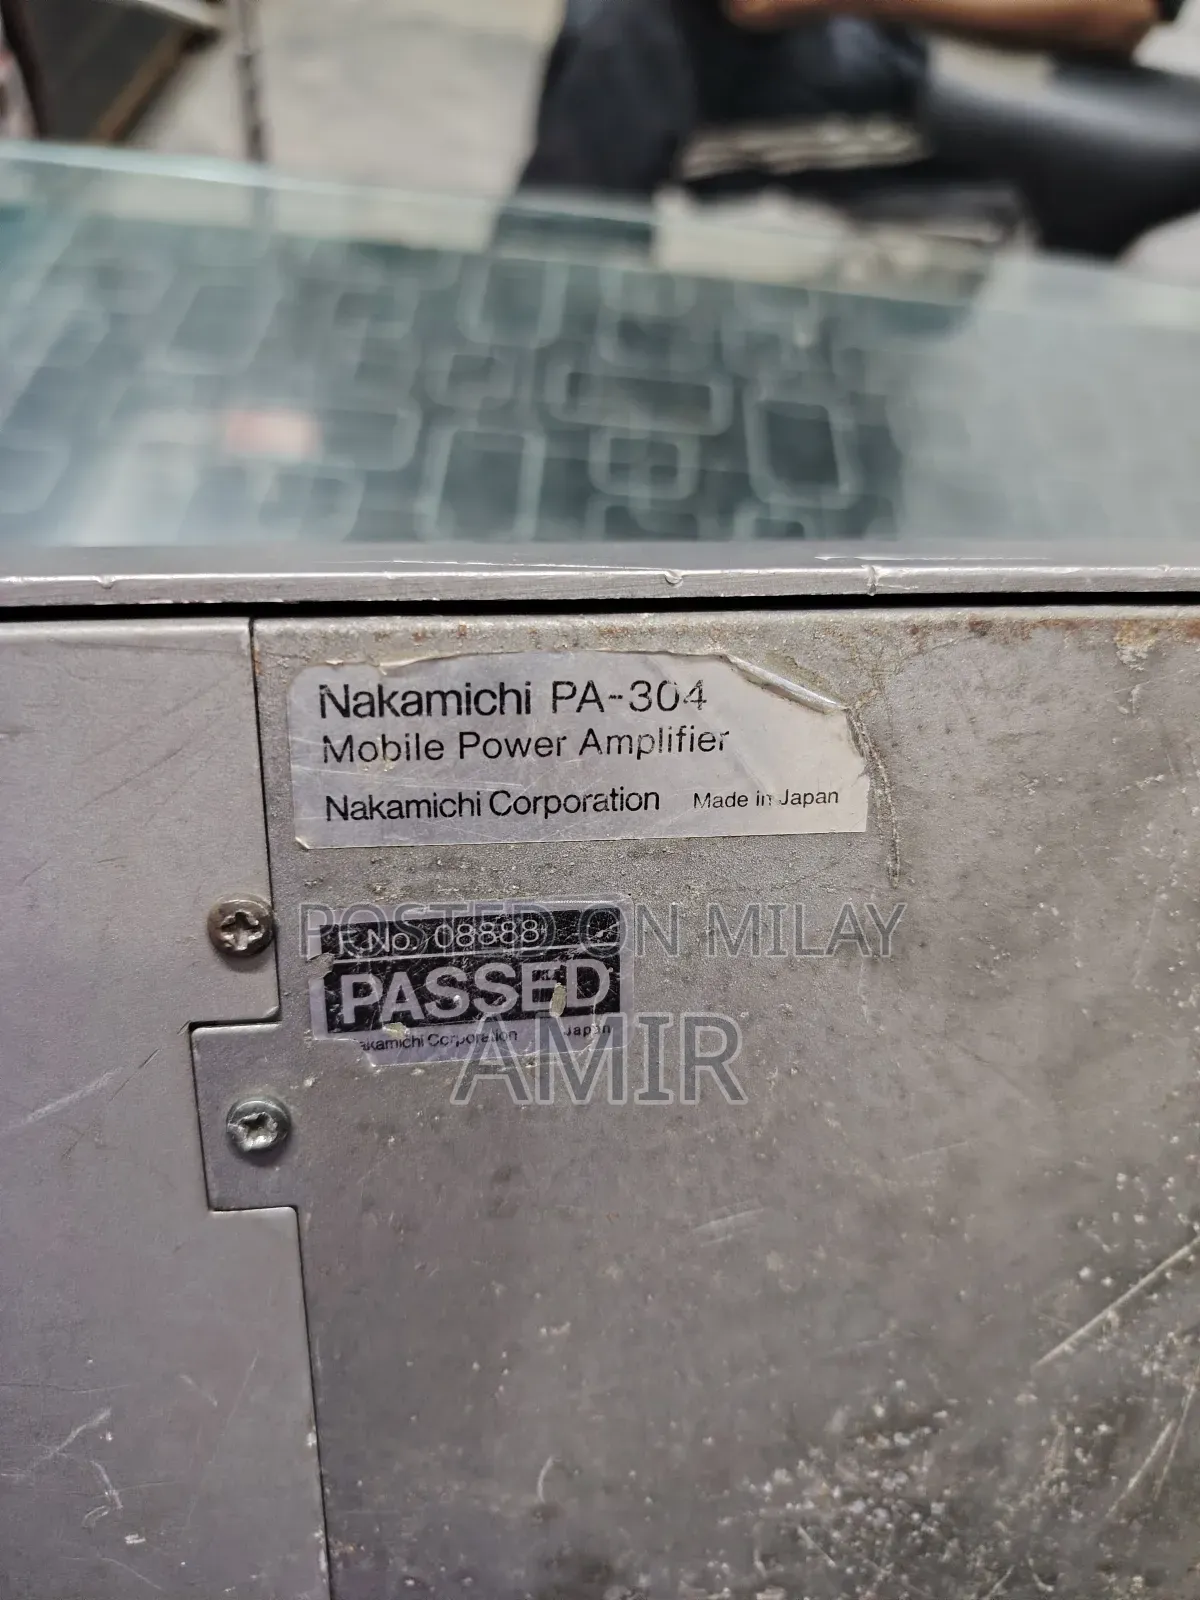 Nakamichi PA-304
Mobile Power Amplifier
Nakamichi Corporation Made in Japan
POSTED ON MILAY
F.No. 08888
PASSED
akamichi Corporation Japan
AMIR